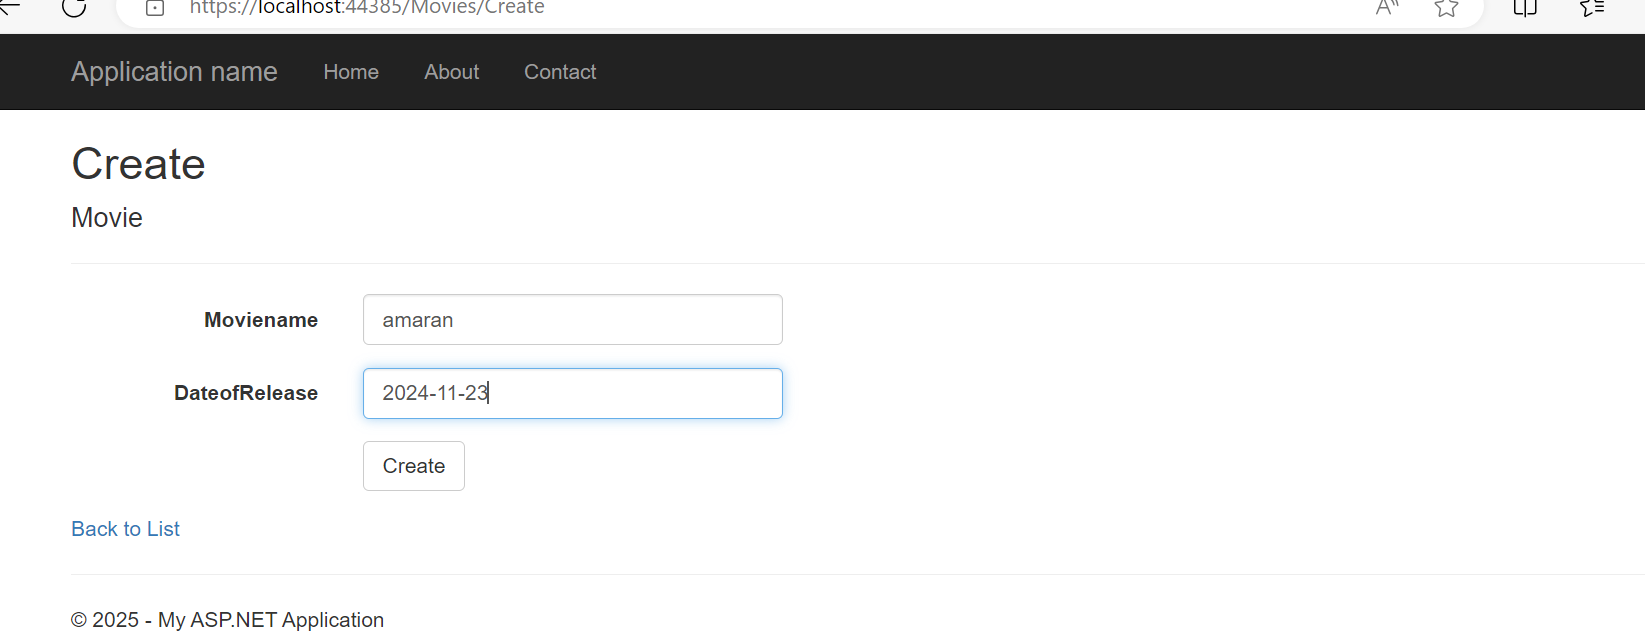 https://localhost:44385/Movies/Create
Application name Home About Contact
Create
Movie
Moviename amaran
DateofRelease 2024-11-23
Create
Back to List
© 2025 - My ASP.NET Application